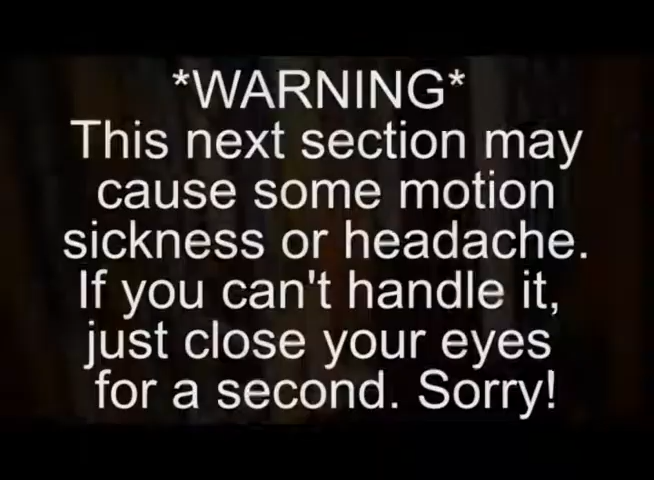 *WARNING*
This next section may
cause some motion
sickness or headache.
If you can't handle it,
just close your eyes
for a second. Sorry!